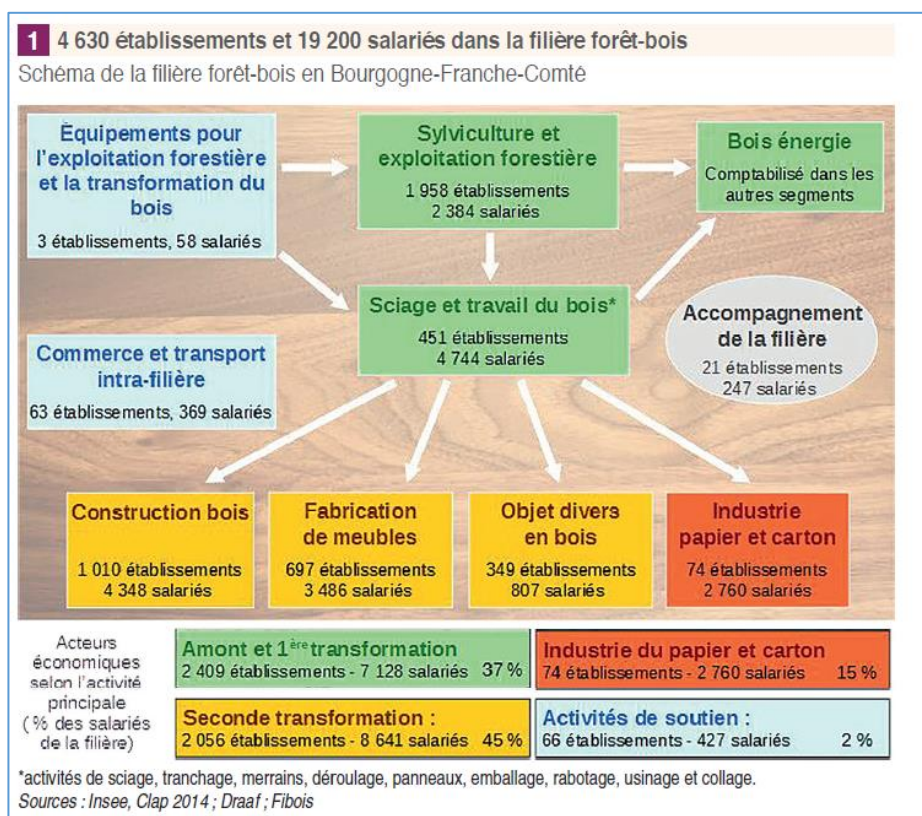 1 4 630 établissements et 19 200 salariés dans la filière forêt-bois
Schéma de la filière forêt-bois en Bourgogne-Franche-Comté
Équipements pour
l'exploitation forestière
et la transformation du
bois
3 établissements, 58 salariés
Sylviculture et
exploitation forestière
1 958 établissements
2 384 salariés
Bois énergie
Comptabilisé dans les
autres segments
Sciage et travail du bois*
451 établissements
4 744 salariés
Accompagnement
de la filière
21 établissements
247 salariés
Commerce et transport
intra-filière
63 établissements, 369 salariés
Construction bois
1 010 établissements
4 348 salariés
Fabrication
de meubles
697 établissements
3 486 salariés
Objet divers
en bois
349 établissements
807 salariés
Industrie
papier et carton
74 établissements
2 760 salariés
Acteurs
économiques
selon l'activité
principale
( % des salariés
de la filière)
Amont et 1ère transformation
2 409 établissements - 7 128 salariés 37 %
Industrie du papier et carton
74 établissements - 2 760 salariés 15 %
Seconde transformation :
2 056 établissements - 8 641 salariés 45 %
Activités de soutien :
66 établissements - 427 salariés 2 %
*activités de sciage, tranchage, merrains, déroulage, panneaux, emballage, rabotage, usinage et collage.
Sources : Insee, Clap 2014 ; Draaf ; Fibois